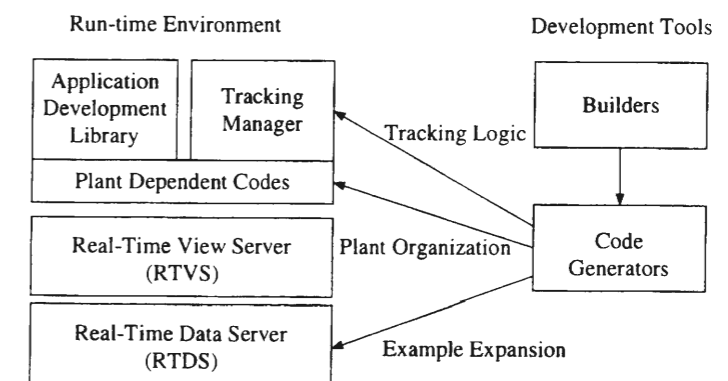 Run-time Environment
Development Tools
Application
Development
Library
Tracking
Manager
Builders
Tracking Logic
Plant Dependent Codes
Real-Time View Server
(RTVS)
Plant Organization
Code
Generators
Real-Time Data Server
(RTDS)
Example Expansion